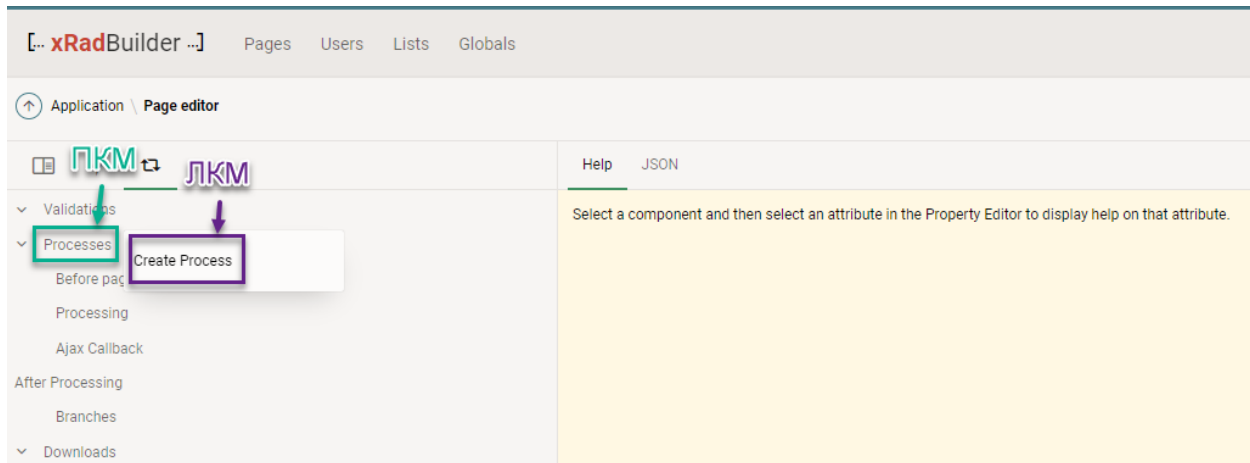 [... xRadBuilder ...] Pages Users Lists Globals
Application \ Page editor
ПКМ ЛКМ
Help JSON
Validations
Select a component and then select an attribute in the Property Editor to display help on that attribute.
Processes
Create Process
Before pag
Processing
Ajax Callback
After Processing
Branches
Downloads